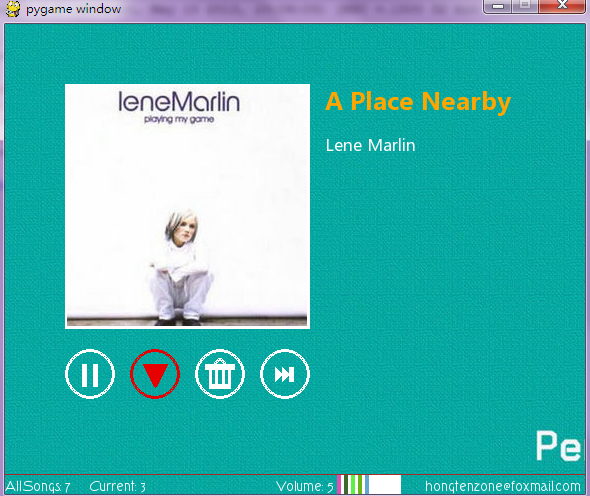 pygame window
leneMarlin
playing my game
A Place Nearby
Lene Marlin
Pe
AllSongs: 7 Current: 3 Volume: 5 hongtenzone@foxmail.com